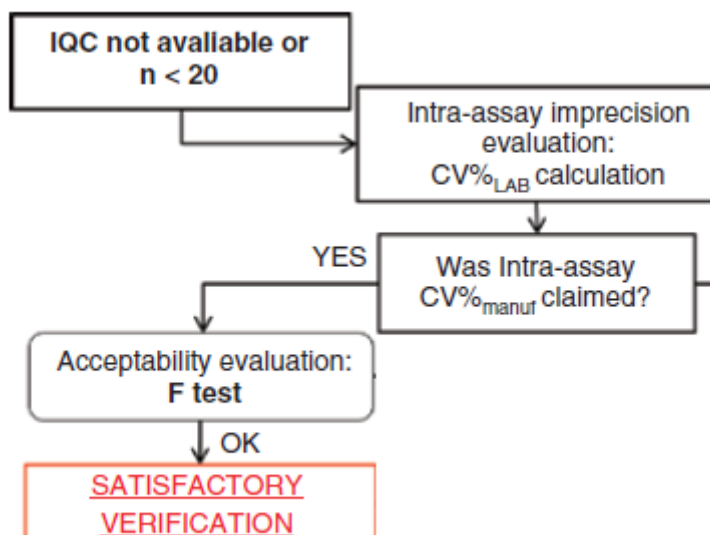 IQC not available or
n < 20
Intra-assay imprecision
evaluation:
CV%LAB calculation
YES
Was Intra-assay
CV%manuf claimed?
Acceptability evaluation:
F test
OK
SATISFACTORY
VERIFICATION